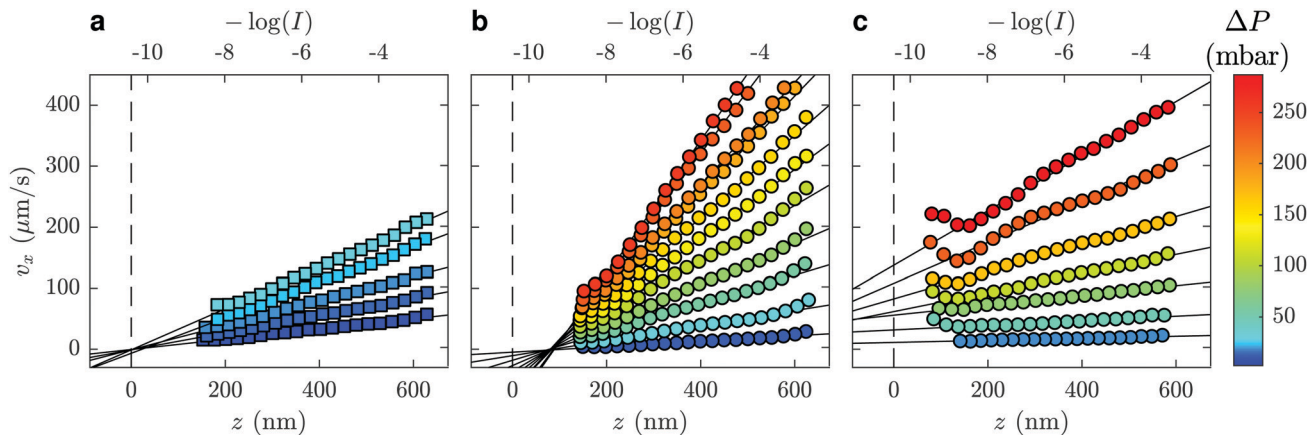 a
− log(I)
-10 -8 -6 -4
b
− log(I)
-10 -8 -6 -4
c
− log(I)
-10 -8 -6 -4
ΔP
(mbar)
v_x (μm/s)
400
300
200
100
0
250
200
150
100
50
0 200 400 600
z (nm)
0 200 400 600
z (nm)
0 200 400 600
z (nm)